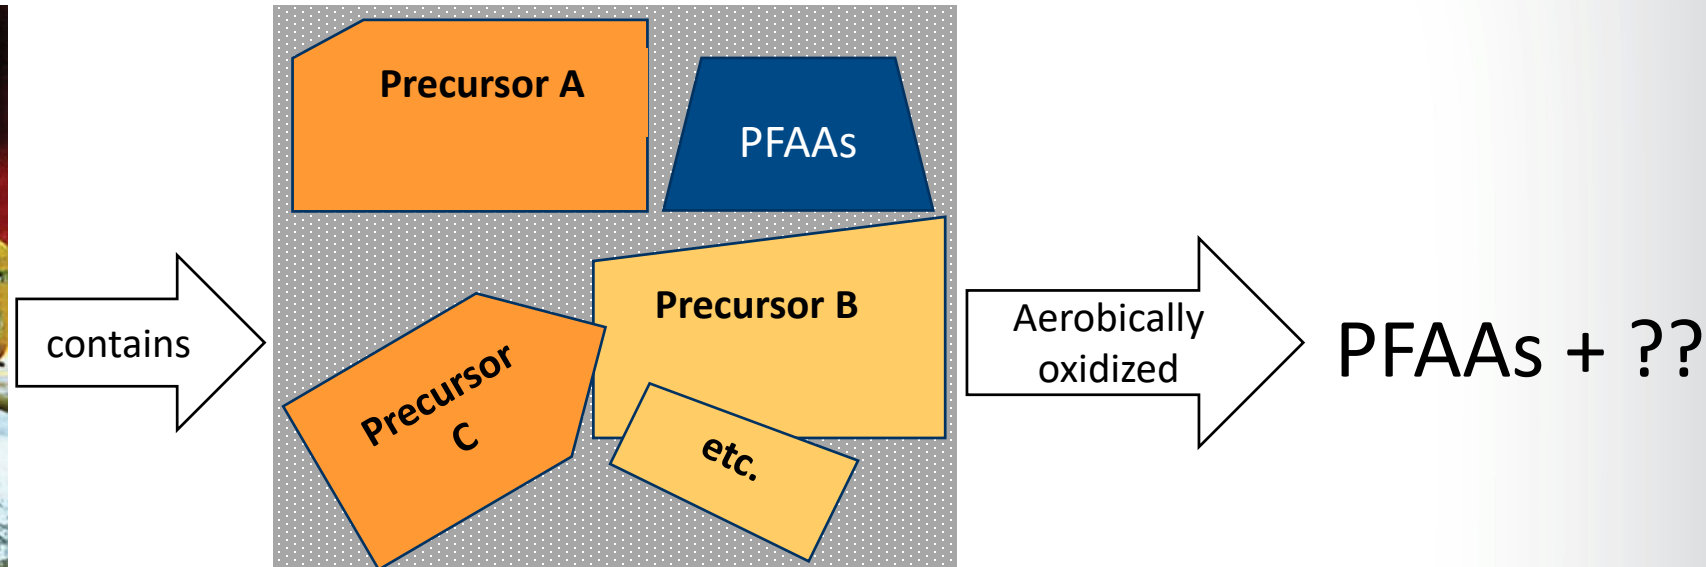 Precursor A
PFAAs
contains
Precursor B
Precursor
C
etc.
Aerobically
oxidized
PFAAs + ??